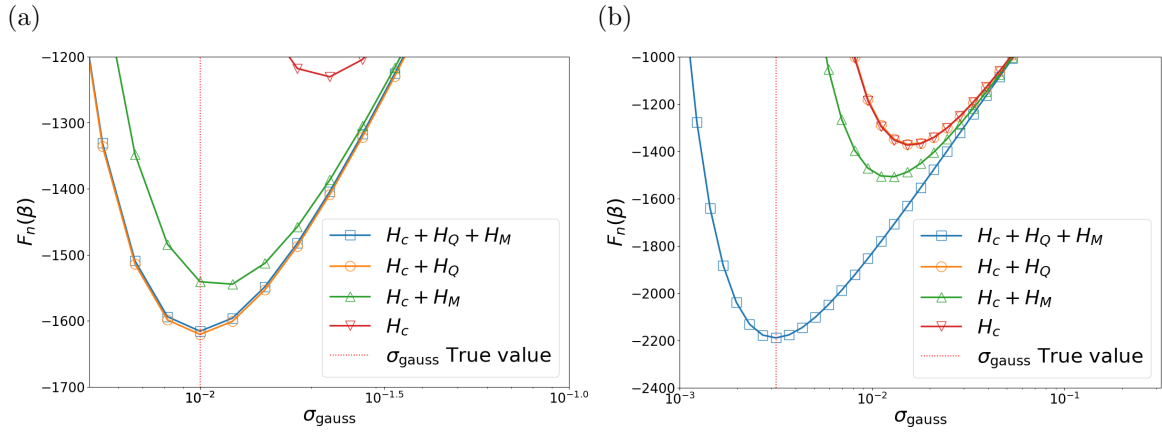 (a)
−1200
−1300
−1400
−1500
−1600
−1700
F_n(β)
10^{−2}
10^{−1.5}
10^{−1.0}
σ_gauss
H_c + H_Q + H_M
H_c + H_Q
H_c + H_M
H_c
σ_gauss True value
(b)
−1000
−1200
−1400
−1600
−1800
−2000
−2200
−2400
F_n(β)
10^{−3}
10^{−2}
10^{−1}
σ_gauss
H_c + H_Q + H_M
H_c + H_Q
H_c + H_M
H_c
σ_gauss True value